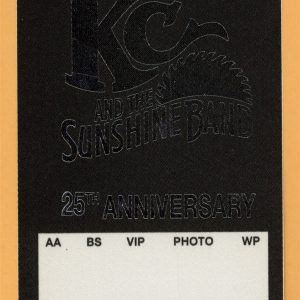 KC
AND THE
SUNSHINE BAND
25TH ANNIVERSARY
AA BS VIP PHOTO WP